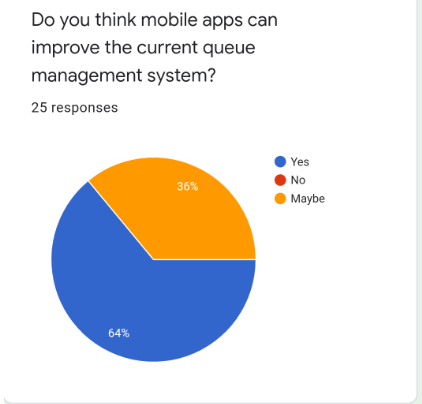 Do you think mobile apps can
improve the current queue
management system?
25 responses
Yes
No
Maybe
36%
64%